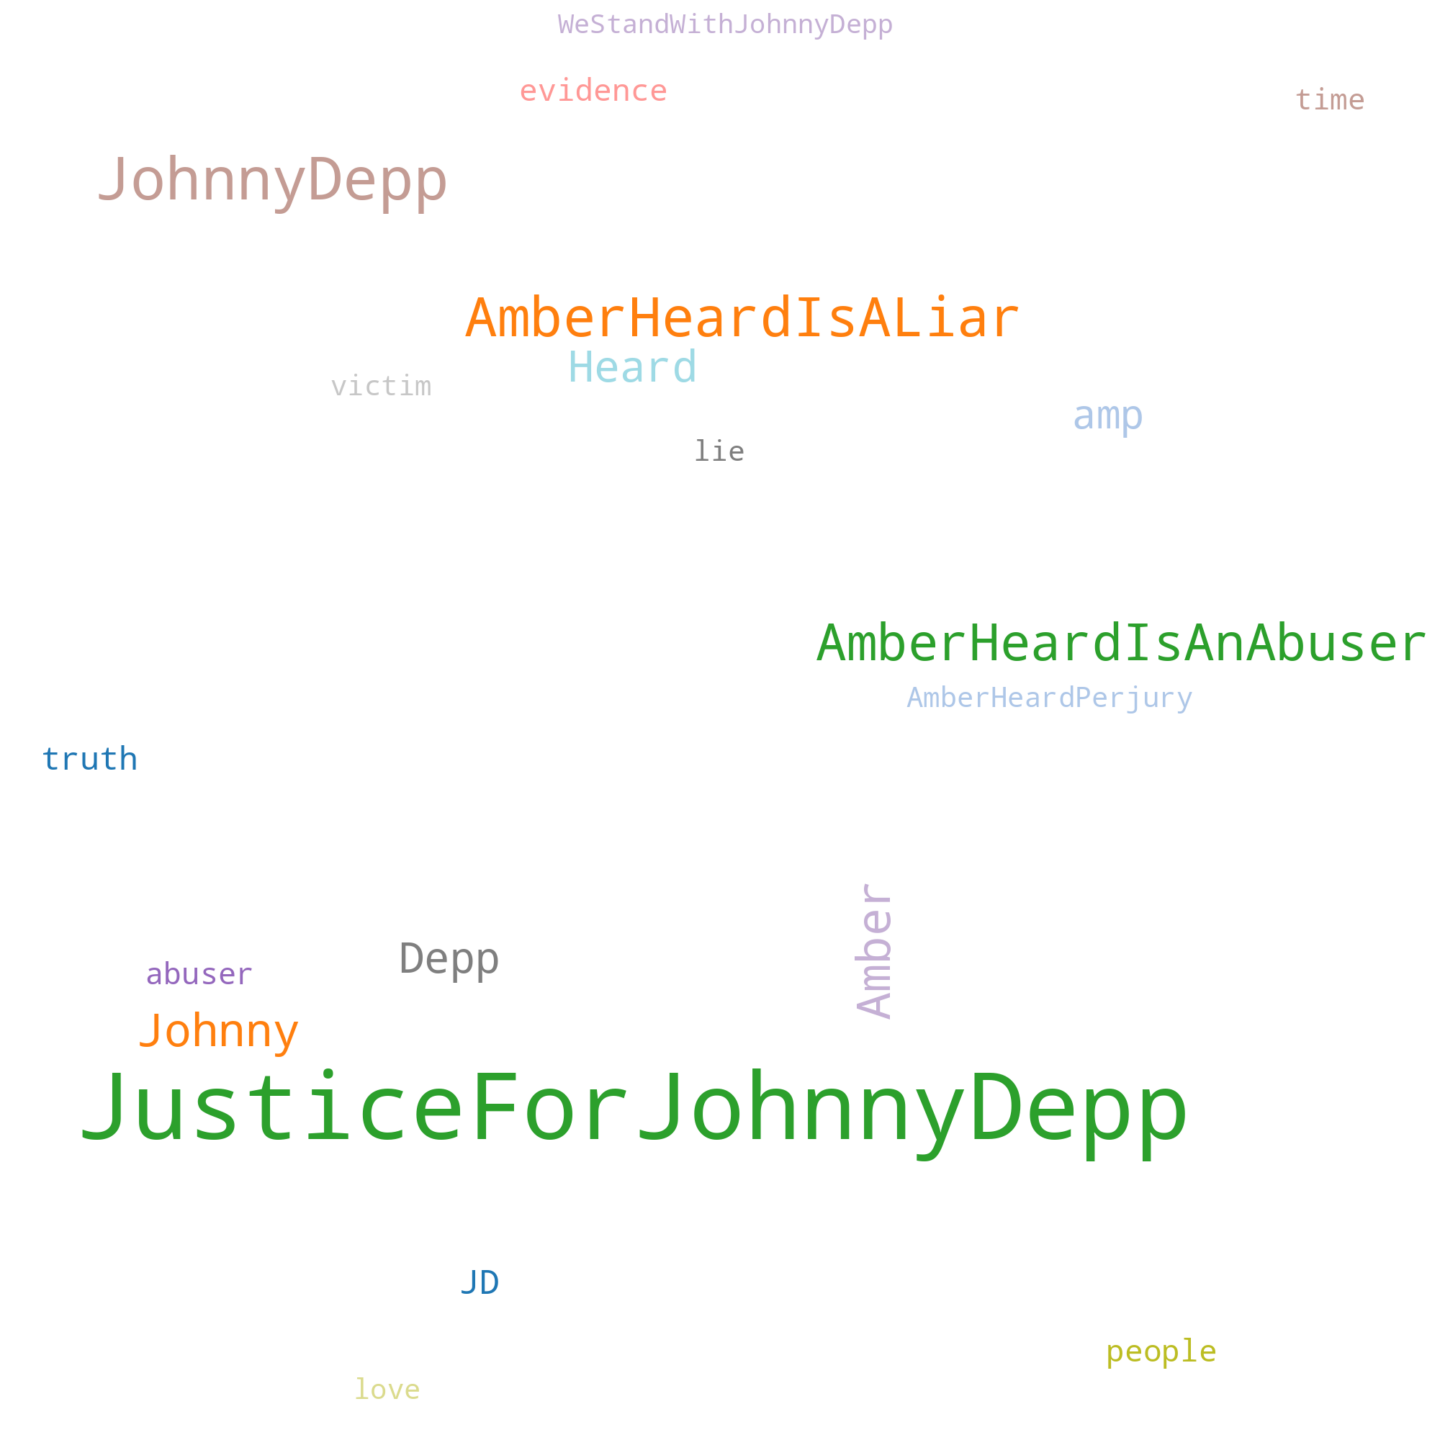 WeStandWithJohnnyDepp
evidence
time
JohnnyDepp
AmberHeardIsALiar
Heard
victim
amp
lie
AmberHeardIsAnAbuser
AmberHeardPerjury
truth
Amber
Depp
abuser
Johnny
JusticeForJohnnyDepp
JD
people
love